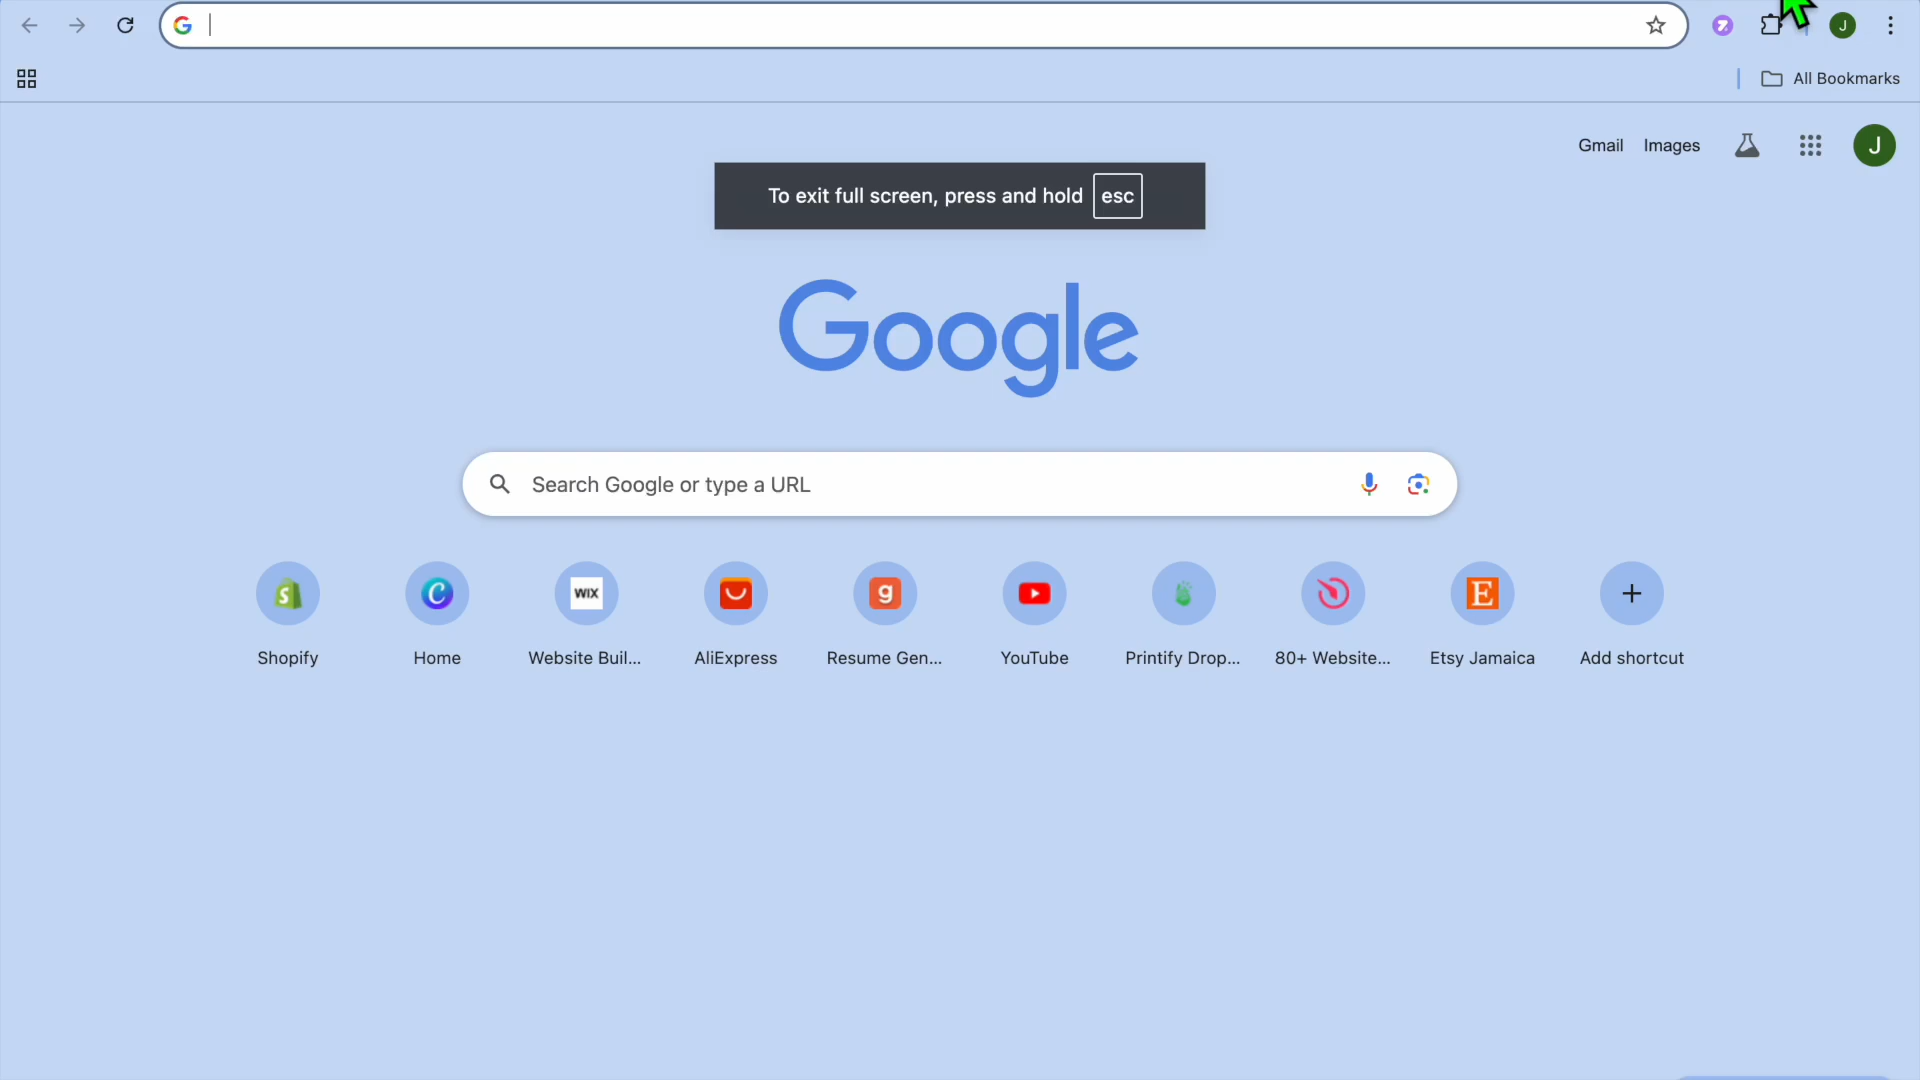 J
All Bookmarks
Gmail Images
J
To exit full screen, press and hold esc
Google
Search Google or type a URL
WIX
Shopify
Home
Website Buil...
AliExpress
Resume Gen...
YouTube
Printify Drop...
80+ Website...
Etsy Jamaica
Add shortcut